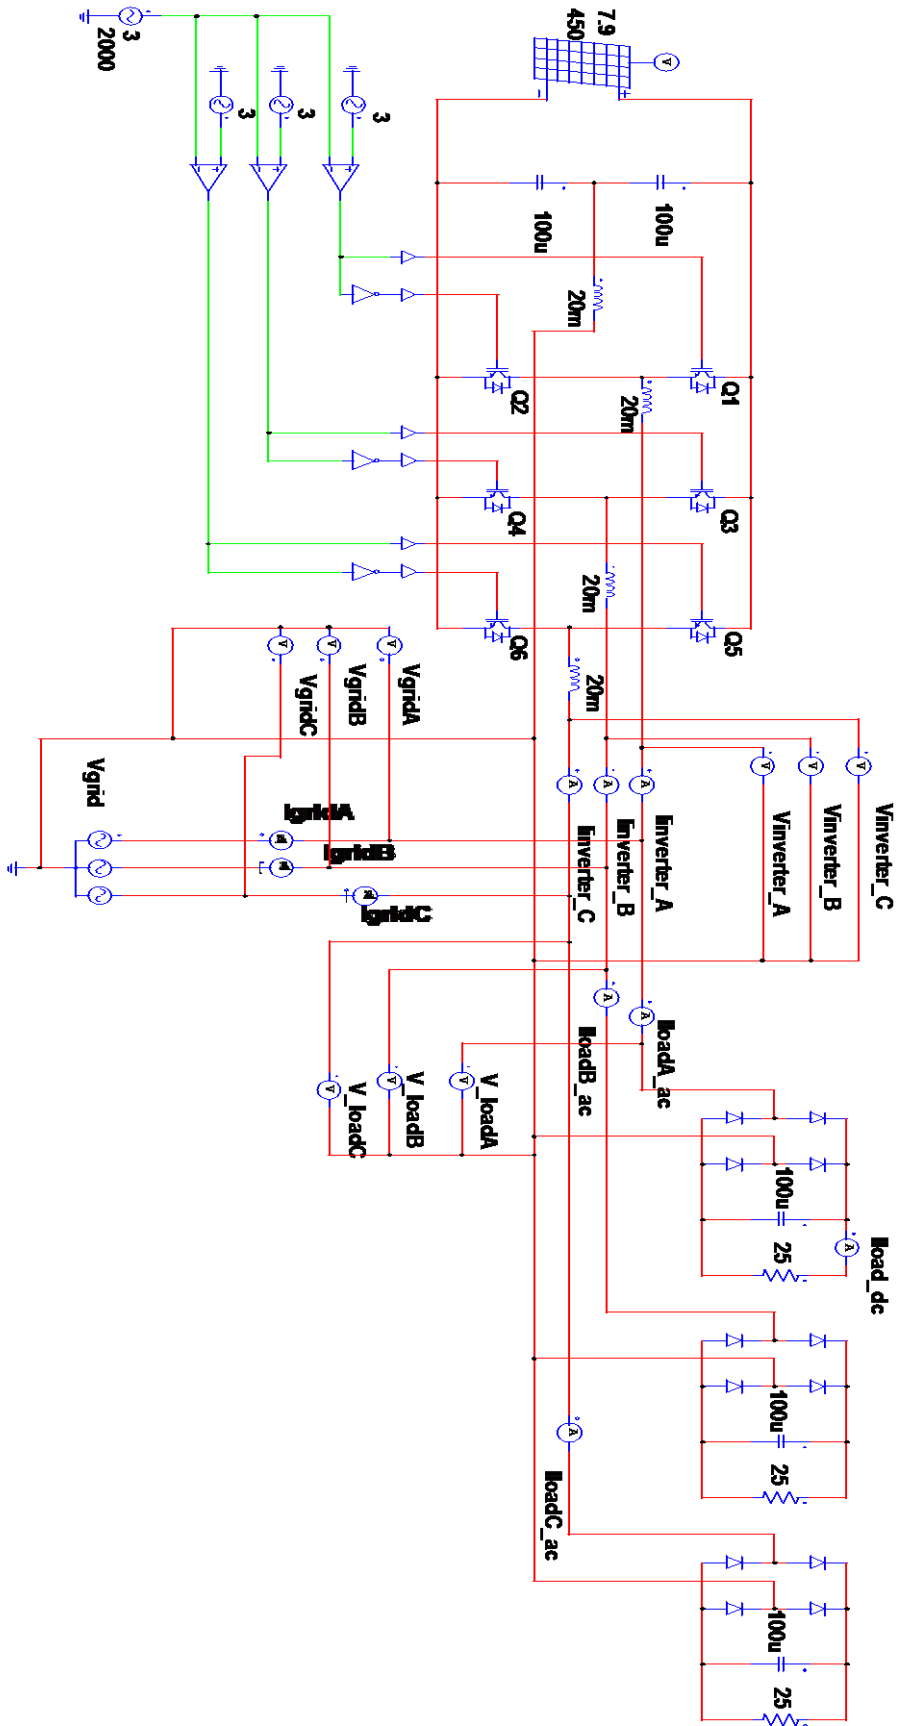 7.9
450
V
3
2000
3
3
3
100u
100u
20m
Q1
Q2
20m
Q3
Q4
20m
Q5
Q6
20m
VgridA
VgridB
VgridC
Vgrid
IgridA
IgridB
IgridC
Vinverter_C
Vinverter_B
Vinverter_A
Iinverter_A
Iinverter_B
Iinverter_C
IloadA_ac
IloadB_ac
V_loadA
V_loadB
V_loadC
Iload_dc
100u
25
100u
25
IloadC_ac
100u
25